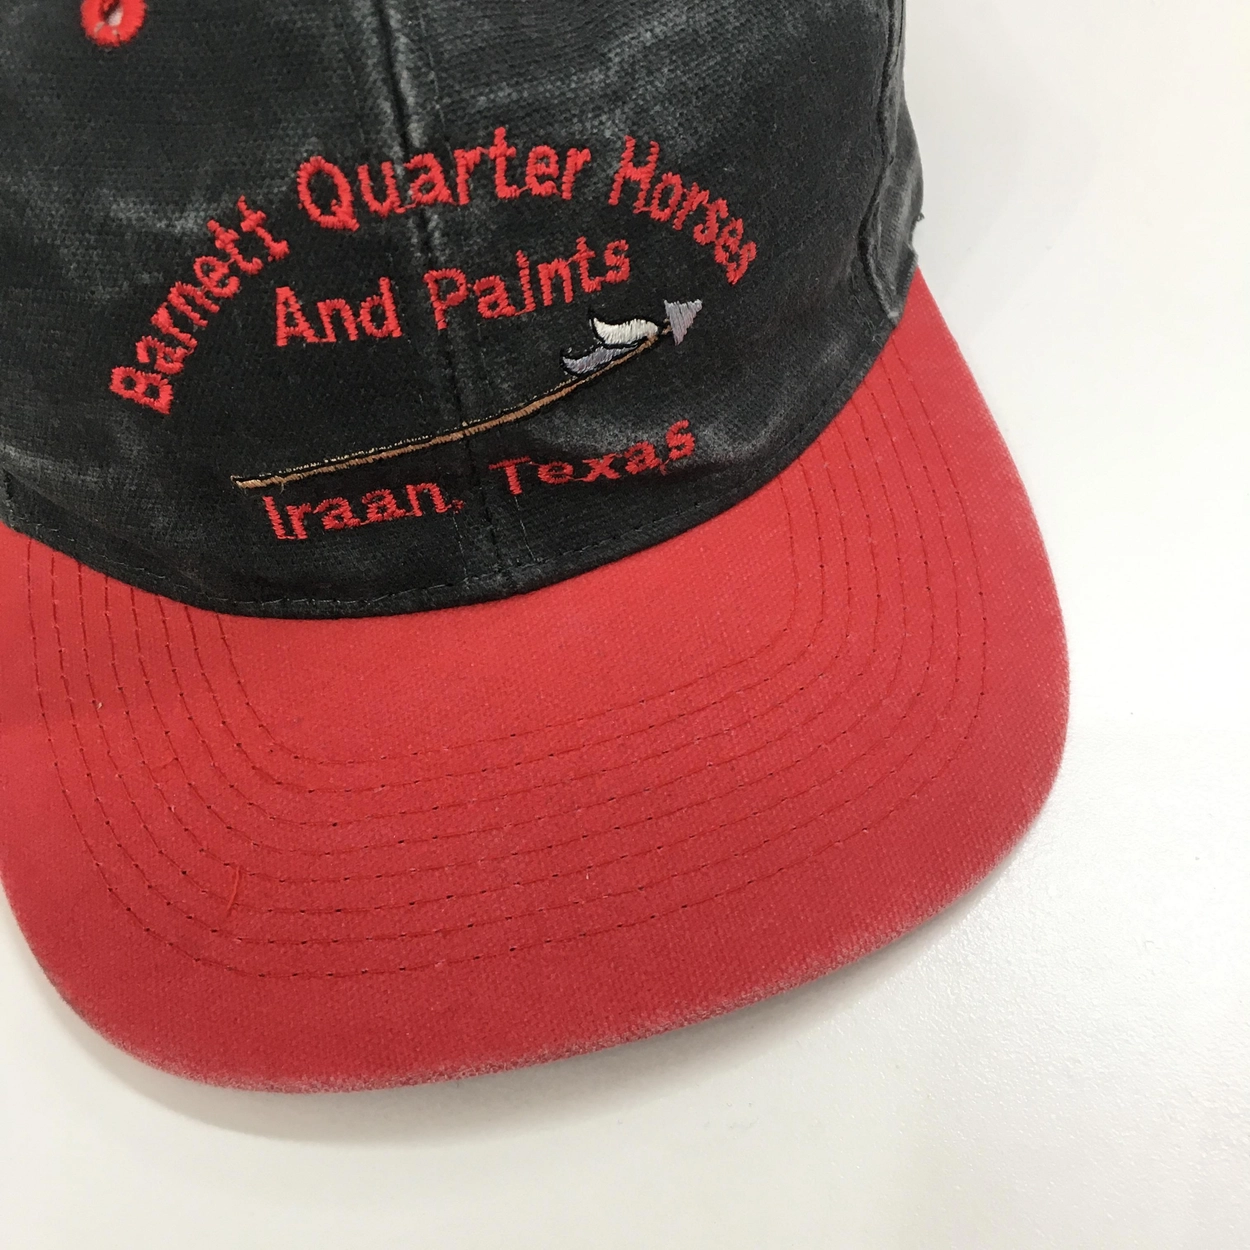 Barnett Quarter Horses
And Paints
Iraan, Texas